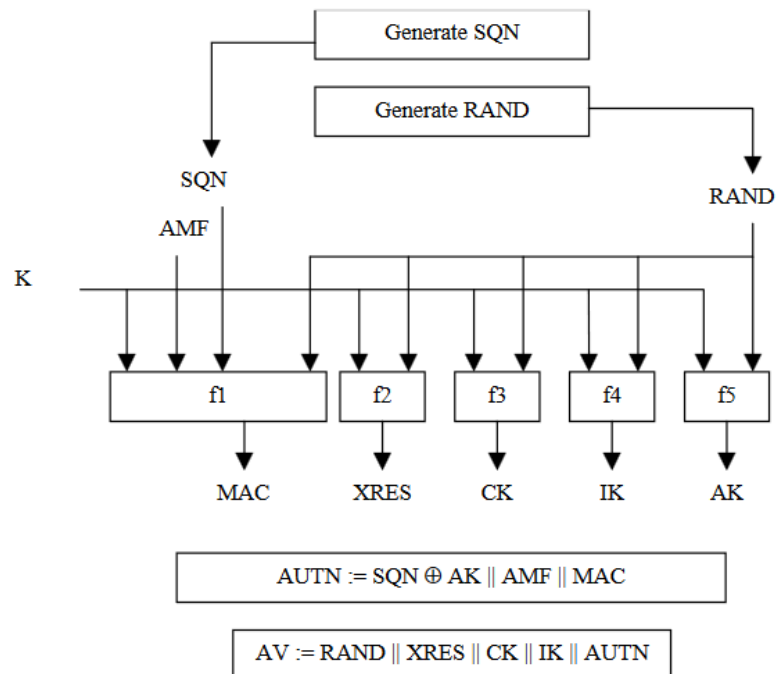 Generate SQN
Generate RAND
SQN
RAND
AMF
K
f1
f2
f3
f4
f5
MAC
XRES
CK
IK
AK
AUTN := SQN ⊕ AK || AMF || MAC
AV := RAND || XRES || CK || IK || AUTN